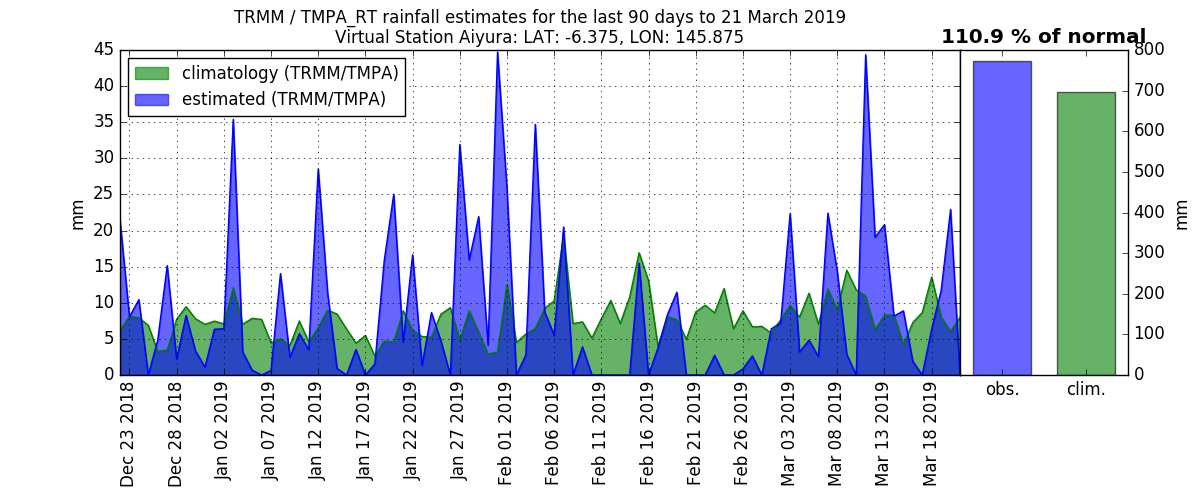 TRMM / TMPA_RT rainfall estimates for the last 90 days to 21 March 2019
Virtual Station Aiyura: LAT: -6.375, LON: 145.875
110.9 % of normal
climatology (TRMM/TMPA)
estimated (TRMM/TMPA)
mm
45
40
35
30
25
20
15
10
5
0
Dec 23 2018
Dec 28 2018
Jan 02 2019
Jan 07 2019
Jan 12 2019
Jan 17 2019
Jan 22 2019
Jan 27 2019
Feb 01 2019
Feb 06 2019
Feb 11 2019
Feb 16 2019
Feb 21 2019
Feb 26 2019
Mar 03 2019
Mar 08 2019
Mar 13 2019
Mar 18 2019
800
700
600
500
400
300
200
100
0
mm
obs.
clim.